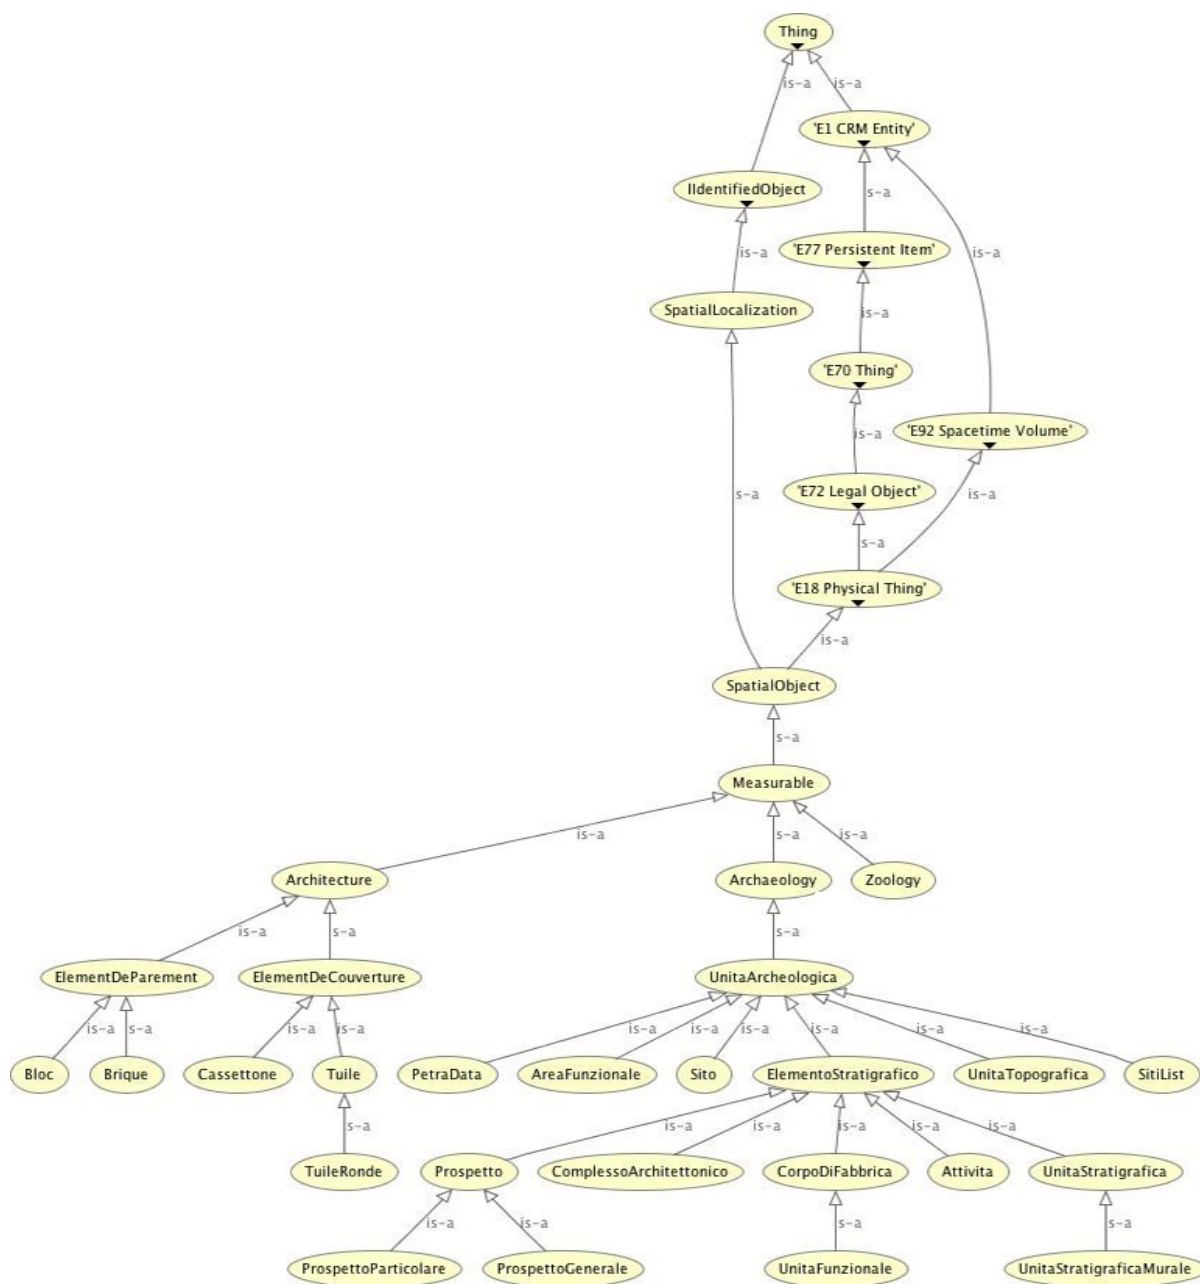 Thing
is-a
is-a
'E1 CRM Entity'
IIdentifiedObject
s-a
'E77 Persistent Item'
is-a
is-a
SpatialLocalization
is-a
'E70 Thing'
'E92 Spacetime Volume'
is-a
'E72 Legal Object'
s-a
is-a
s-a
'E18 Physical Thing'
is-a
SpatialObject
s-a
Measurable
is-a
s-a
is-a
Architecture
Archaeology
Zoology
is-a
s-a
s-a
ElementDeParement
ElementDeCouverture
UnitaArcheologica
is-a
s-a
is-a
is-a
is-a
is-a
is-a
is-a
is-a
is-a
Bloc
Brique
Cassettone
Tuile
PetraData
AreaFunzionale
Sito
ElementoStratigrafico
UnitaTopografica
SitiList
s-a
is-a
is-a
is-a
is-a
is-a
TuileRonde
Prospetto
ComplessoArchitettonico
CorpoDiFabbrica
Attivita
UnitaStratigrafica
is-a
is-a
s-a
s-a
ProspettoParticolare
ProspettoGenerale
UnitaFunzionale
UnitaStratigraficaMurale